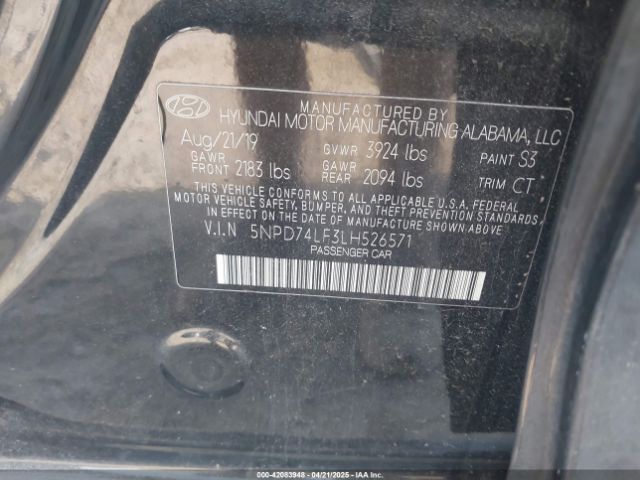 MANUFACTURED BY
HYUNDAI MOTOR MANUFACTURING ALABAMA, LLC
Aug/21/19 GVWR 3924 lbs PAINT S3
GAWR FRONT 2183 lbs GAWR REAR 2094 lbs TRIM CT
THIS VEHICLE CONFORMS TO ALL APPLICABLE U.S.A. FEDERAL
MOTOR VEHICLE SAFETY, BUMPER, AND THEFT PREVENTION STANDARDS
IN EFFECT ON THE DATE OF MANUFACTURE SHOWN ABOVE.
V.I.N 5NPD74LF3LH526571
PASSENGER CAR
000-42083948 - 04/21/2025 - IAAI.COM